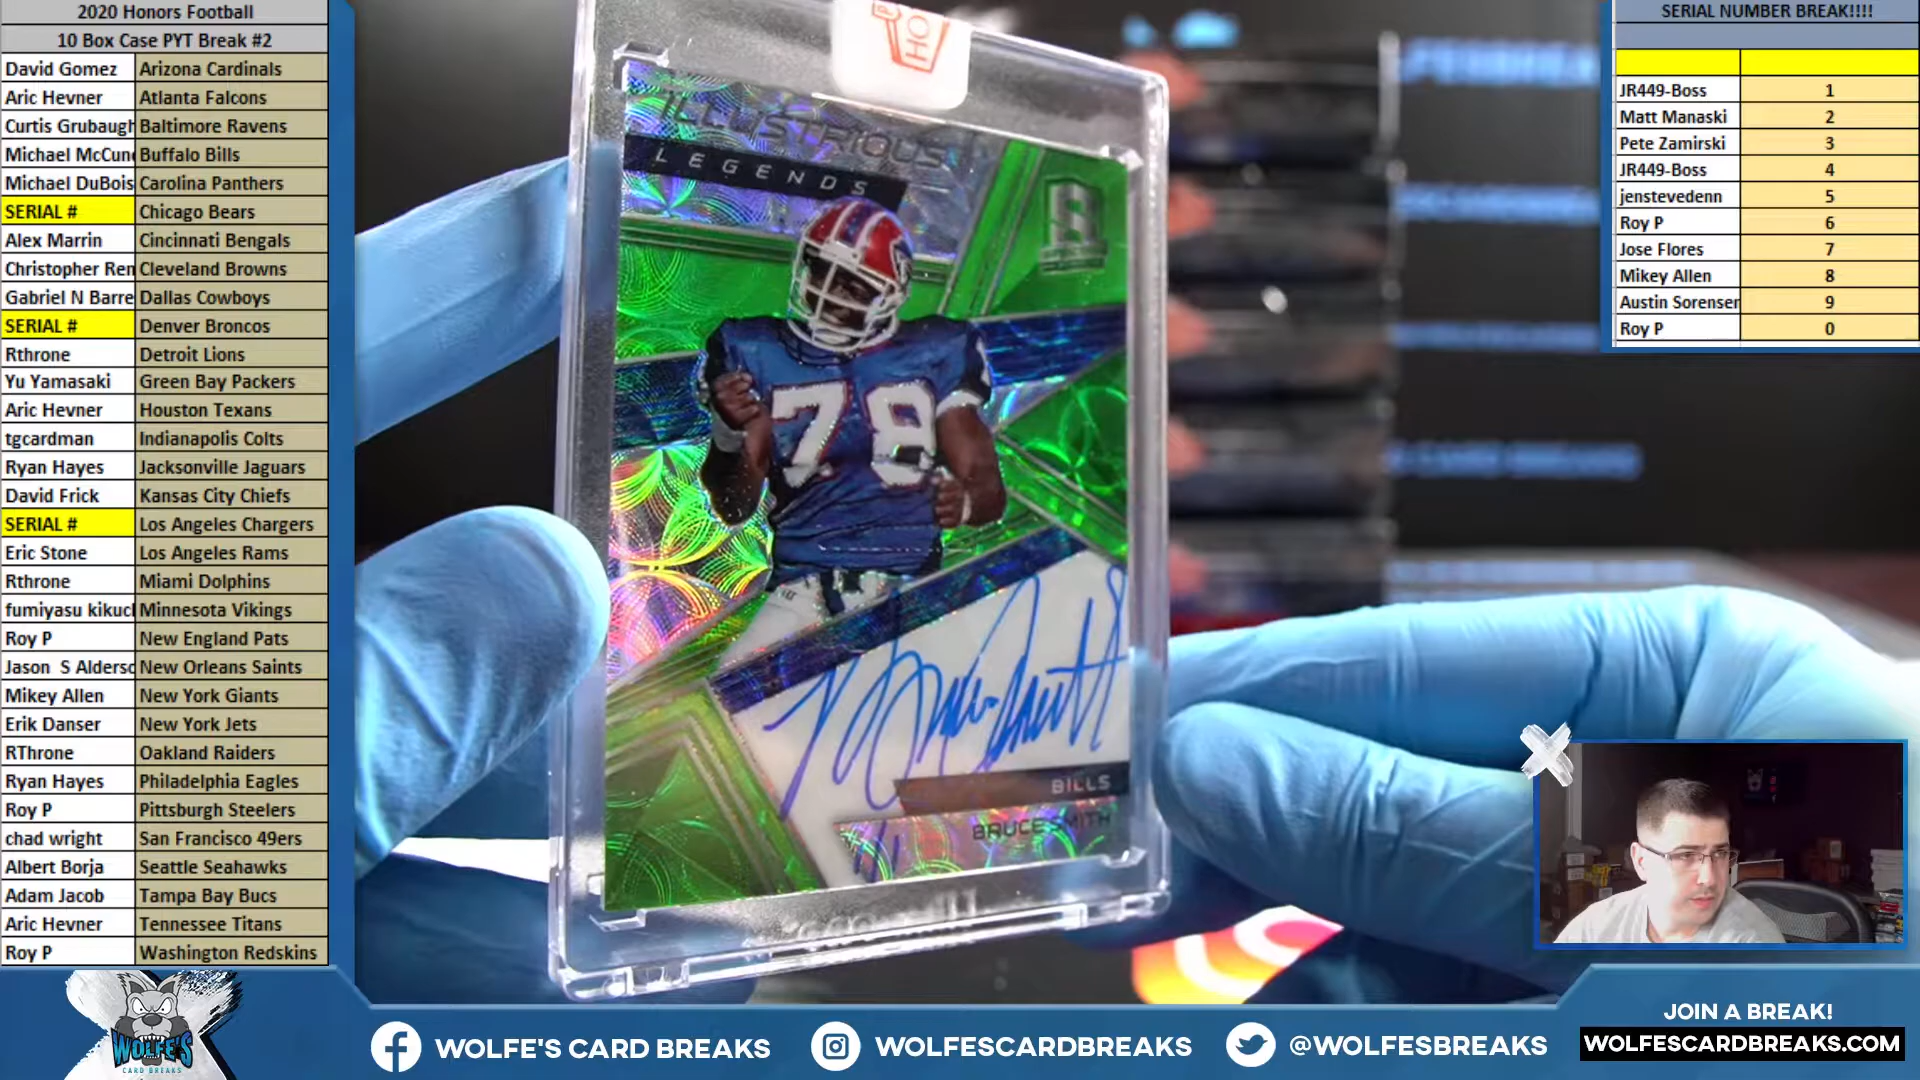 2020 Honors Football
10 Box Case PYT Break #2
David Gomez Arizona Cardinals
Aric Hevner Atlanta Falcons
Curtis Grubaugh Baltimore Ravens
Michael McCun Buffalo Bills
Michael DuBois Carolina Panthers
SERIAL # Chicago Bears
Alex Marrin Cincinnati Bengals
Christopher Ren Cleveland Browns
Gabriel N Barre Dallas Cowboys
SERIAL # Denver Broncos
Rthrone Detroit Lions
Yu Yamasaki Green Bay Packers
Aric Hevner Houston Texans
tgcardman Indianapolis Colts
Ryan Hayes Jacksonville Jaguars
David Frick Kansas City Chiefs
SERIAL # Los Angeles Chargers
Eric Stone Los Angeles Rams
Rthrone Miami Dolphins
fumiyasu kikucl Minnesota Vikings
Roy P New England Pats
Jason S Alderso New Orleans Saints
Mikey Allen New York Giants
Erik Danser New York Jets
RThrone Oakland Raiders
Ryan Hayes Philadelphia Eagles
Roy P Pittsburgh Steelers
chad wright San Francisco 49ers
Albert Borja Seattle Seahawks
Adam Jacob Tampa Bay Bucs
Aric Hevner Tennessee Titans
Roy P Washington Redskins
HO
ILLUSTRIOUS
LEGENDS
78
BILLS
BRUCE SMITH
SERIAL NUMBER BREAK!!!!
JR449-Boss 1
Matt Manaski 2
Pete Zamirski 3
JR449-Boss 4
jenstevedenn 5
Roy P 6
Jose Flores 7
Mikey Allen 8
Austin Sorensen 9
Roy P 0
WOLFE'S
CARD BREAKS
WOLFE'S CARD BREAKS
WOLFESCARDBREAKS
@WOLFESBREAKS
JOIN A BREAK!
WOLFESCARDBREAKS.COM